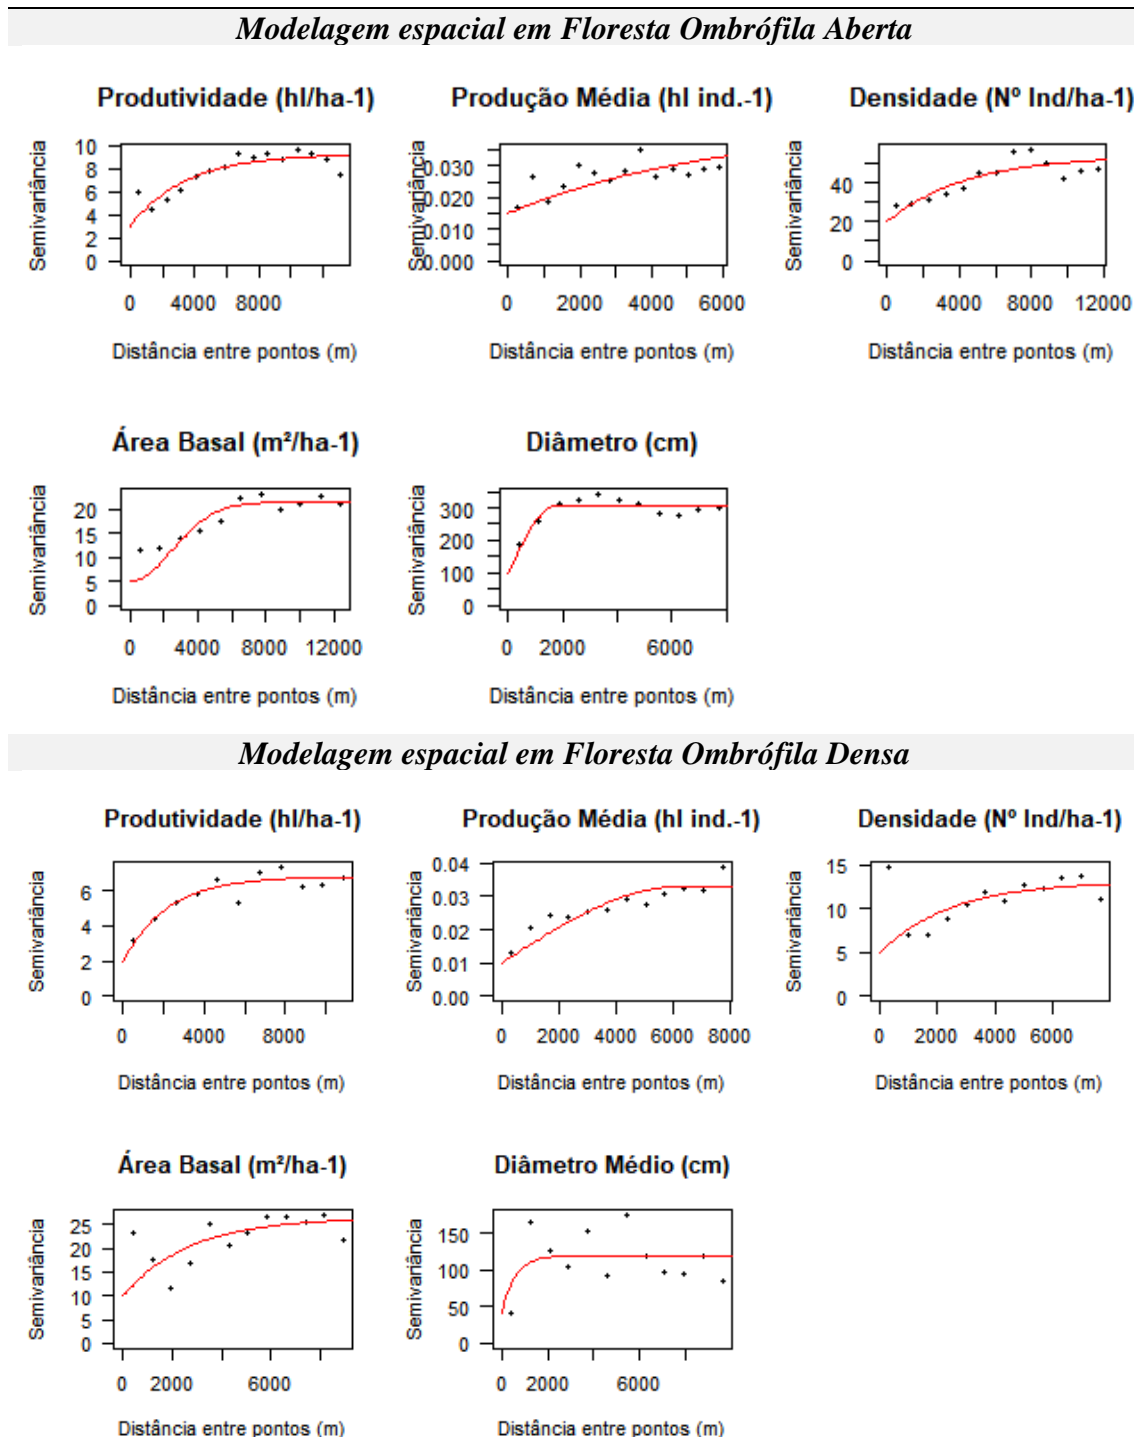 Modelagem espacial em Floresta Ombrófila Aberta
Produtividade (hl/ha-1)
Semivariância
10
8
6
4
2
0
0 4000 8000
Distância entre pontos (m)
Produção Média (hl ind.-1)
Semivariância
0.030
0.020
0.010
0.000
0 2000 4000 6000
Distância entre pontos (m)
Densidade (Nº Ind/ha-1)
Semivariância
40
20
0
0 4000 8000 12000
Distância entre pontos (m)
Área Basal (m²/ha-1)
Semivariância
20
15
10
5
0
0 4000 8000 12000
Distância entre pontos (m)
Diâmetro (cm)
Semivariância
300
200
100
0
0 2000 6000
Distância entre pontos (m)
Modelagem espacial em Floresta Ombrófila Densa
Produtividade (hl/ha-1)
Semivariância
6
4
2
0
0 4000 8000
Distância entre pontos (m)
Produção Média (hl ind.-1)
Semivariância
0.04
0.03
0.02
0.01
0.00
0 2000 4000 6000 8000
Distância entre pontos (m)
Densidade (Nº Ind/ha-1)
Semivariância
15
10
5
0
0 2000 4000 6000
Distância entre pontos (m)
Área Basal (m²/ha-1)
Semivariância
25
20
15
10
5
0
0 2000 6000
Distância entre pontos (m)
Diâmetro Médio (cm)
Semivariância
150
100
50
0
0 2000 6000
Distância entre pontos (m)